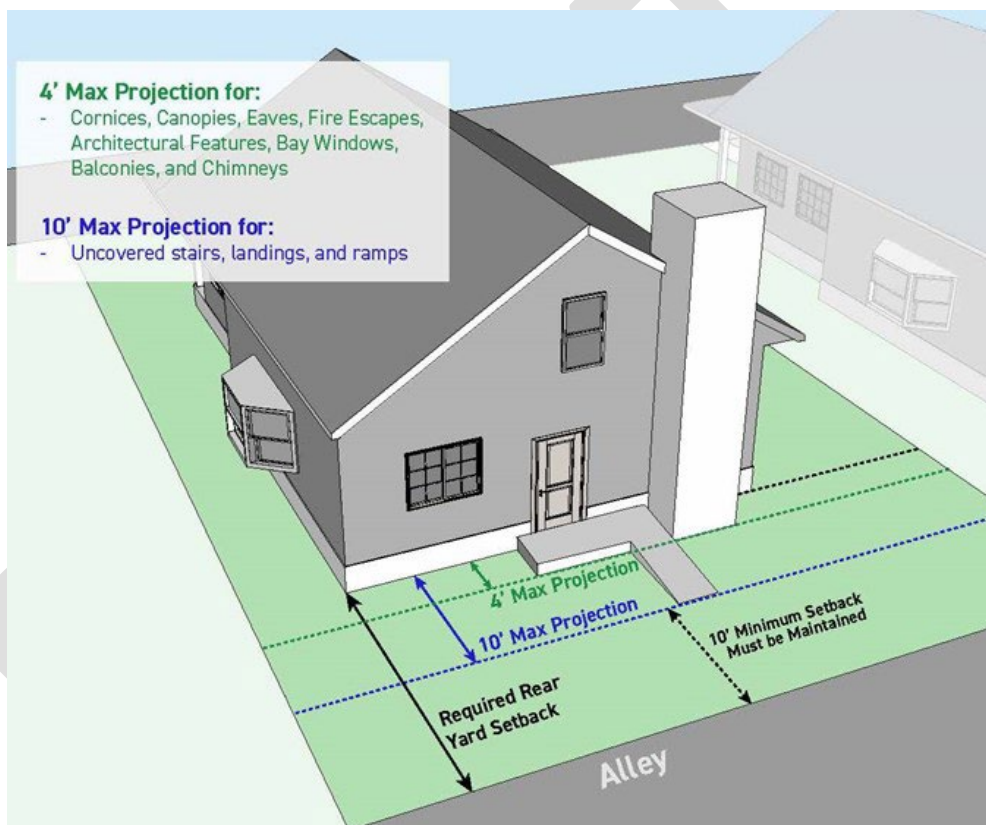 4' Max Projection for:
- Cornices, Canopies, Eaves, Fire Escapes,
Architectural Features, Bay Windows,
Balconies, and Chimneys
10' Max Projection for:
- Uncovered stairs, landings, and ramps
4' Max Projection
10' Max Projection
10' Minimum Setback
Must be Maintained
Required Rear
Yard Setback
Alley